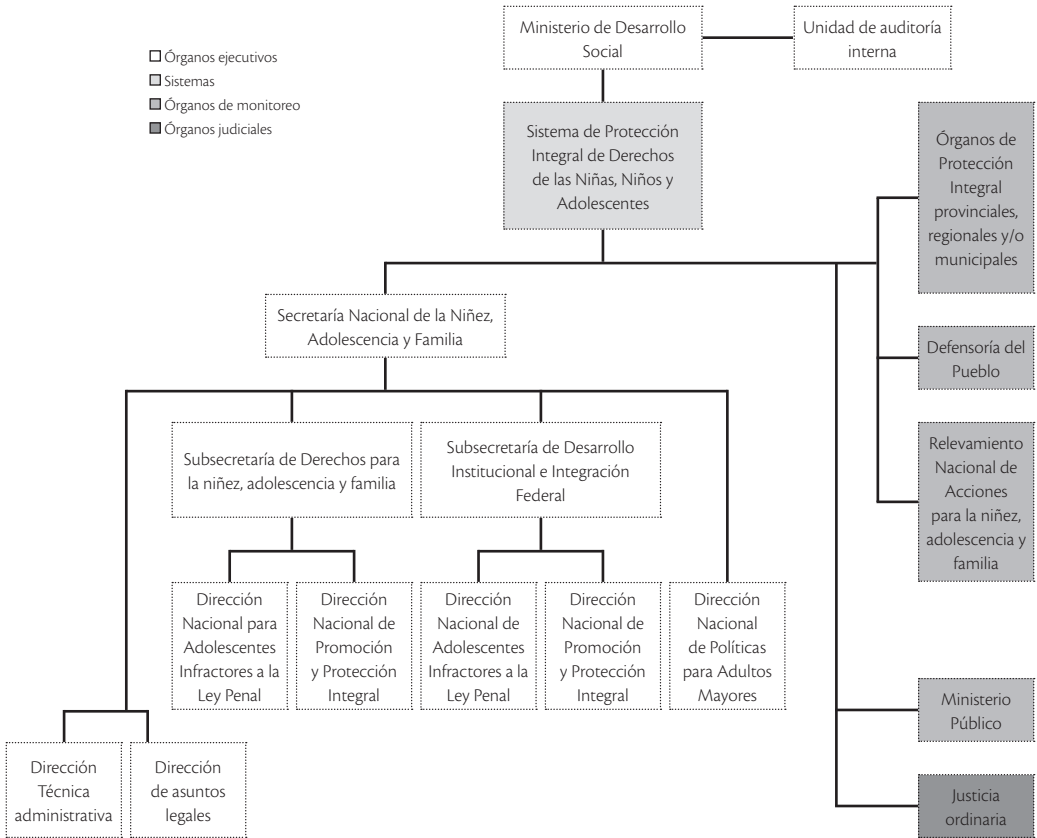 Ministerio de Desarrollo
Social
Unidad de auditoría
interna
Órganos ejecutivos
Sistemas
Órganos de monitoreo
Órganos judiciales
Sistema de Protección
Integral de Derechos
de las Niñas, Niños y
Adolescentes
Órganos de
Protección
Integral
provinciales,
regionales y/o
municipales
Secretaría Nacional de la Niñez,
Adolescencia y Familia
Defensoría del
Pueblo
Subsecretaría de Derechos para
la niñez, adolescencia y familia
Subsecretaría de Desarrollo
Institucional e Integración
Federal
Relevamiento
Nacional de
Acciones
para la niñez,
adolescencia y
familia
Dirección
Nacional para
Adolescentes
Infractores a la
Ley Penal
Dirección
Nacional de
Promoción
y Protección
Integral
Dirección
Nacional de
Adolescentes
Infractores a la
Ley Penal
Dirección
Nacional de
Promoción
y Protección
Integral
Dirección
Nacional
de Políticas
para Adultos
Mayores
Ministerio
Público
Dirección
Técnica
administrativa
Dirección
de asuntos
legales
Justicia
ordinaria